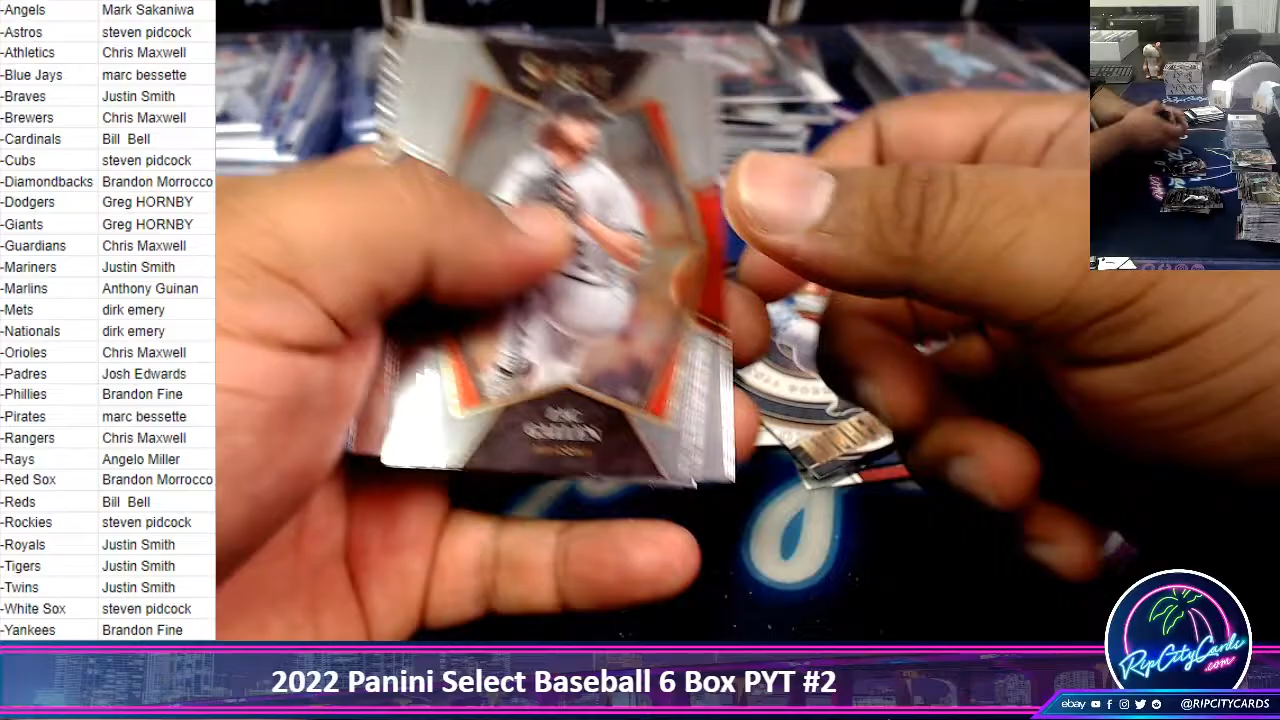 -Angels Mark Sakaniwa
-Astros steven pidcock
-Athletics Chris Maxwell
-Blue Jays marc bessette
-Braves Justin Smith
-Brewers Chris Maxwell
-Cardinals Bill Bell
-Cubs steven pidcock
-Diamondbacks Brandon Morrocco
-Dodgers Greg HORNBY
-Giants Greg HORNBY
-Guardians Chris Maxwell
-Mariners Justin Smith
-Marlins Anthony Guinan
-Mets dirk emery
-Nationals dirk emery
-Orioles Chris Maxwell
-Padres Josh Edwards
-Phillies Brandon Fine
-Pirates marc bessette
-Rangers Chris Maxwell
-Rays Angelo Miller
-Red Sox Brandon Morrocco
-Reds Bill Bell
-Rockies steven pidcock
-Royals Justin Smith
-Tigers Justin Smith
-Twins Justin Smith
-White Sox steven pidcock
-Yankees Brandon Fine
2022 Panini Select Baseball 6 Box PYT #2
RipCityCards
.com
ebay @RIPCITYCARDS